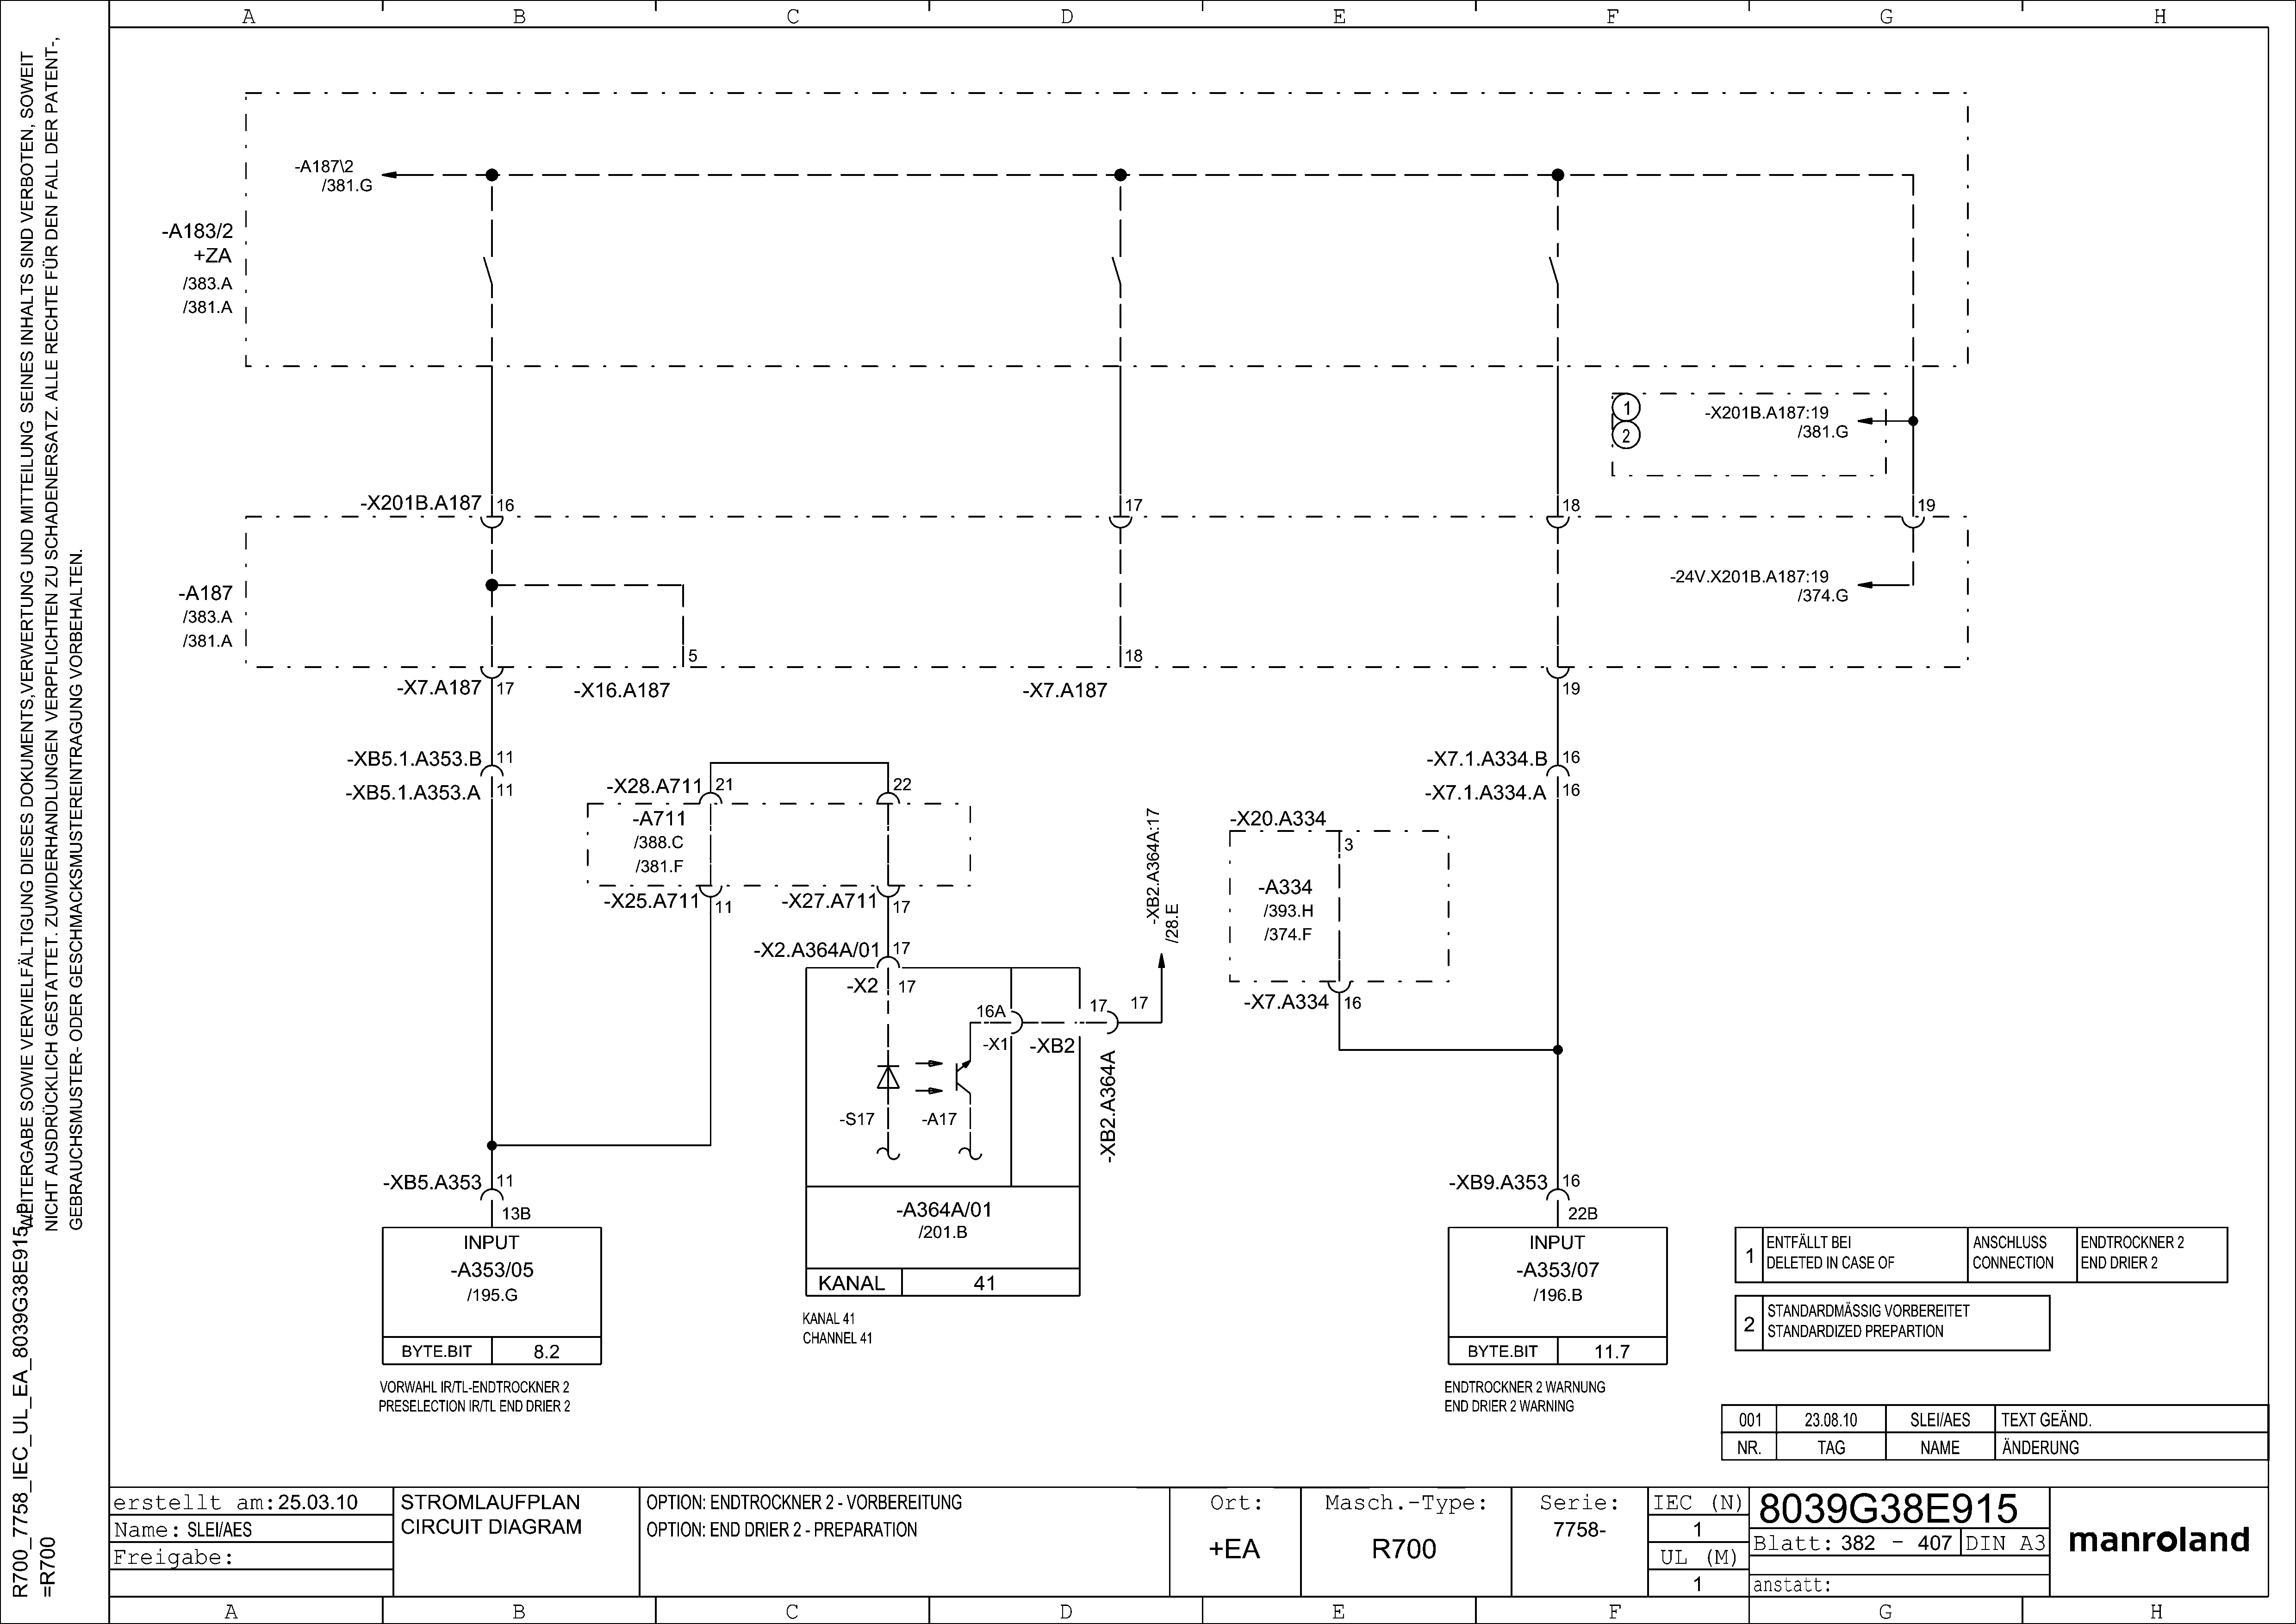 A B C D E F G H
WEITERGABE SOWIE VERVIELFÄLTIGUNG DIESES DOKUMENTS,VERWERTUNG UND MITTEILUNG SEINES INHALTS SIND VERBOTEN, SOWEIT
NICHT AUSDRÜCKLICH GESTATTET. ZUWIDERHANDLUNGEN VERPFLICHTEN ZU SCHADENERSATZ. ALLE RECHTE FÜR DEN FALL DER PATENT-,
GEBRAUCHSMUSTER- ODER GESCHMACKSMUSTEREINTRAGUNG VORBEHALTEN.
-A187\2
/381.G
-A183/2
+ZA
/383.A
/381.A
1
2
-X201B.A187:19
/381.G
-X201B.A187 16 17 18 19
-A187
/383.A
/381.A
-24V.X201B.A187:19
/374.G
5 18
-X7.A187 17 -X16.A187 -X7.A187 19
-XB5.1.A353.B 11
-XB5.1.A353.A 11
-X28.A711 21 22
-A711
/388.C
/381.F
-X25.A711 11 -X27.A711 17
-X2.A364A/01 17
-X2 17
16A 17 17
-X1 -XB2
-XB2.A364A
-XB2.A364A:17
/28.E
-S17 -A17
-A364A/01
/201.B
KANAL 41
KANAL 41
CHANNEL 41
-X7.1.A334.B 16
-X7.1.A334.A 16
-X20.A334
3
-A334
/393.H
/374.F
-X7.A334 16
-XB5.A353 11
13B
INPUT
-A353/05
/195.G
BYTE.BIT 8.2
VORWAHL IR/TL-ENDTROCKNER 2
PRESELECTION IR/TL END DRIER 2
-XB9.A353 16
22B
INPUT
-A353/07
/196.B
BYTE.BIT 11.7
ENDTROCKNER 2 WARNUNG
END DRIER 2 WARNING
1 ENTFÄLLT BEI ANSCHLUSS ENDTROCKNER 2
DELETED IN CASE OF CONNECTION END DRIER 2
2 STANDARDMÄSSIG VORBEREITET
STANDARDIZED PREPARTION
001 23.08.10 SLEI/AES TEXT GEÄND.
NR. TAG NAME ÄNDERUNG
R700_7758_IEC_UL_EA_8039G38E915_
=R700
erstellt am: 25.03.10
Name: SLEI/AES
Freigabe:
STROMLAUFPLAN
CIRCUIT DIAGRAM
OPTION: ENDTROCKNER 2 - VORBEREITUNG
OPTION: END DRIER 2 - PREPARATION
Ort:
+EA
Masch.-Type:
R700
Serie:
7758-
IEC (N)
1
UL (M)
1
8039G38E915
Blatt: 382 - 407 DIN A3
anstatt:
manroland
A B C D E F G H